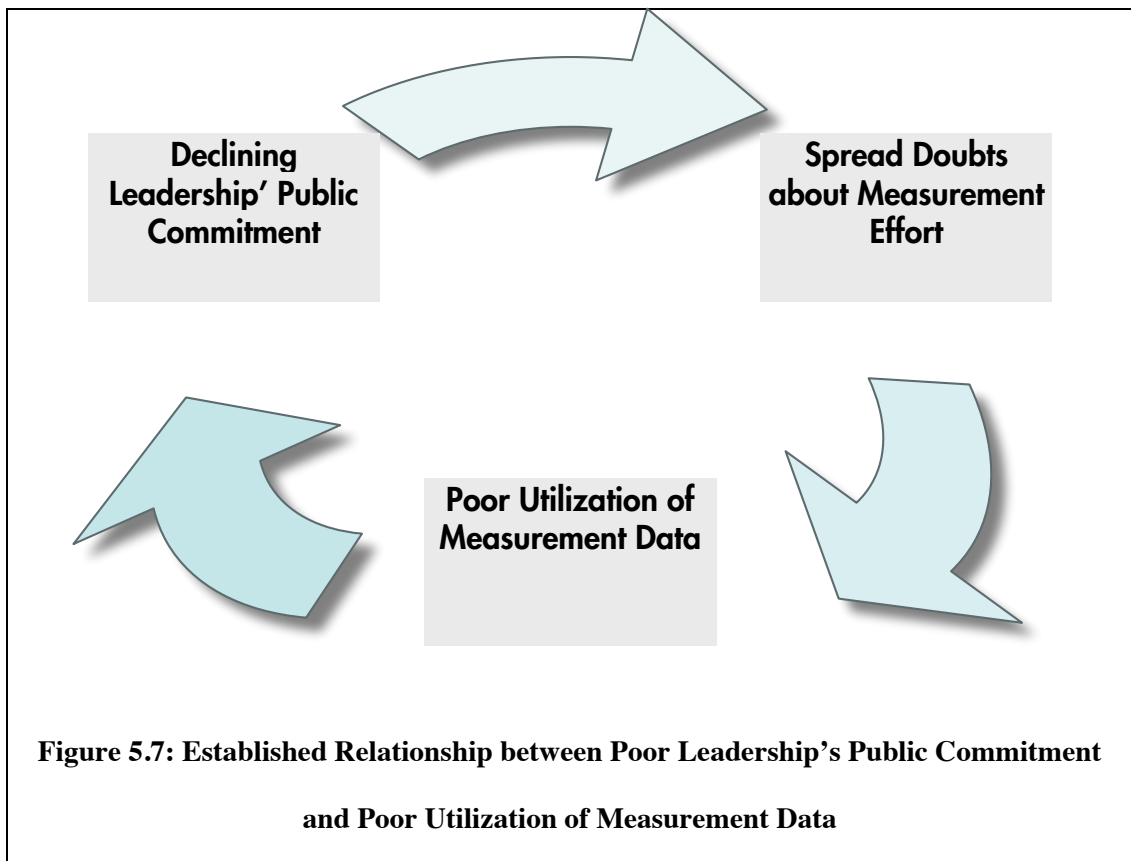 Declining
Leadership’ Public
Commitment
Spread Doubts
about Measurement
Effort
Poor Utilization of
Measurement Data
Figure 5.7: Established Relationship between Poor Leadership’s Public Commitment
and Poor Utilization of Measurement Data